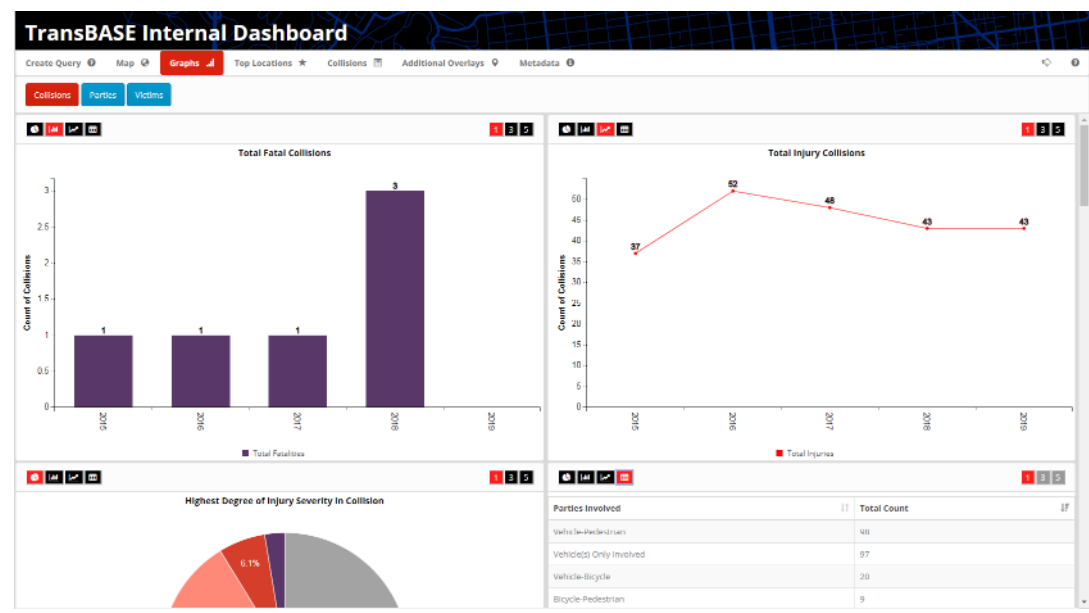 TransBASE Internal Dashboard
Create Query Map Graphs Top Locations Collisions Additional Overlays Metadata
Collisions Parties Victims
1 3 5
Total Fatal Collisions
Count of Collisions
3
2.5
2
1.5
1
0.5
0
1 1 1 3
2015 2016 2017 2018 2019
Total Fatalities
1 3 5
Total Injury Collisions
Count of Collisions
50
45
40
35
30
25
20
15
10
5
0
37 52 48 43 43
2015 2016 2017 2018 2019
Total Injuries
1 3 5
Highest Degree of Injury Severity in Collision
6.1%
1 3 5
Parties Involved Total Count
Vehicle-Pedestrian 98
Vehicle(s) Only Involved 97
Vehicle-Bicycle 20
Bicycle-Pedestrian 9